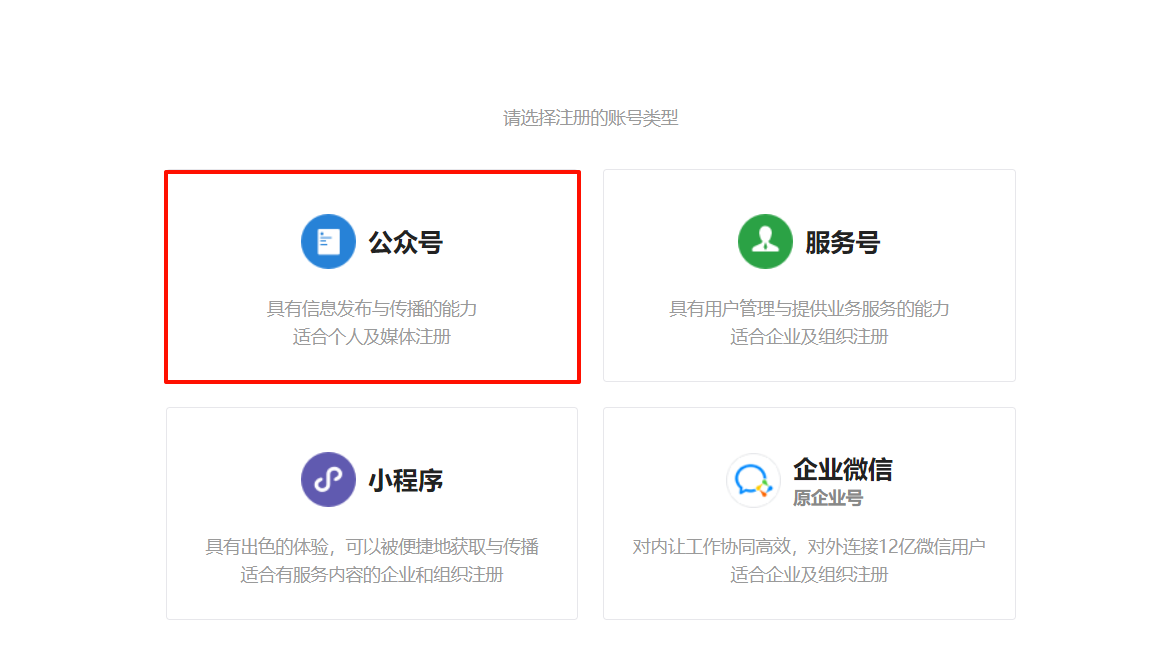 请选择注册的账号类型
公众号
具有信息发布与传播的能力
适合个人及媒体注册
服务号
具有用户管理与提供业务服务的能力
适合企业及组织注册
小程序
具有出色的体验，可以被便捷地获取与传播
适合有服务内容的企业和组织注册
企业微信
原企业号
对内让工作协同高效，对外连接12亿微信用户
适合企业及组织注册